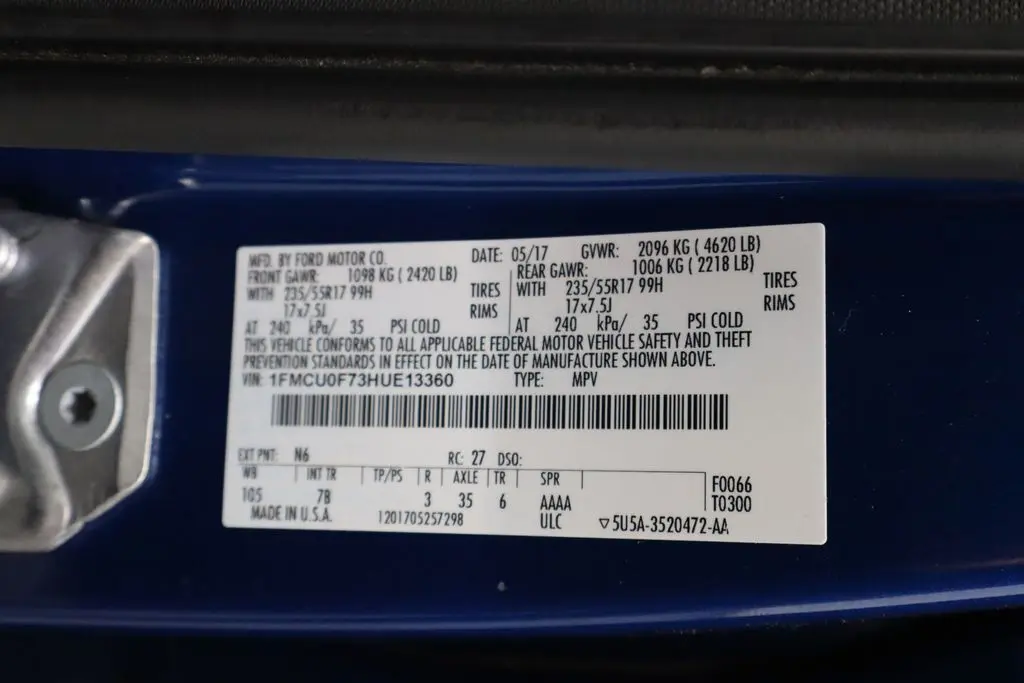 MFD. BY FORD MOTOR CO. DATE: 05/17 GVWR: 2096 KG ( 4620 LB)
FRONT GAWR: 1098 KG ( 2420 LB) REAR GAWR: 1006 KG ( 2218 LB)
WITH 235/55R17 99H TIRES WITH 235/55R17 99H TIRES
17x7.5J RIMS 17x7.5J RIMS
AT 240 kPa/ 35 PSI COLD AT 240 kPa/ 35 PSI COLD
THIS VEHICLE CONFORMS TO ALL APPLICABLE FEDERAL MOTOR VEHICLE SAFETY AND THEFT
PREVENTION STANDARDS IN EFFECT ON THE DATE OF MANUFACTURE SHOWN ABOVE.
VIN: 1FMCU0F73HUE13360 TYPE: MPV
EXT PNT: N6 RC: 27 DSO:
WB INT TR TP/PS R AXLE TR SPR F0066
105 7B 3 35 6 AAAA T0300
MADE IN U.S.A. 1201705257298 ULC ▽5U5A-3520472-AA